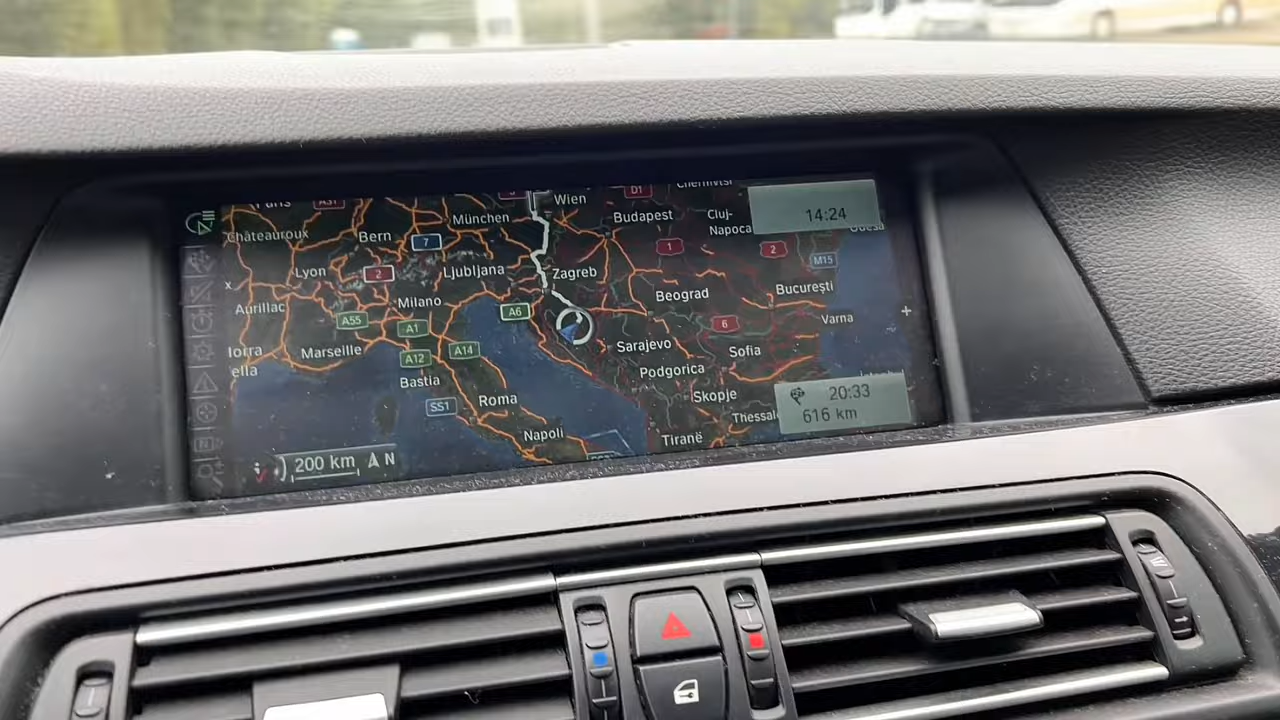 Paris
A31
Wien
D1
Chernivtsi
14:24
Châteauroux
Bern
7
München
Budapest
Cluj-
Napoca
Odesa
1
2
M15
Lyon
2
Ljubljana
Zagreb
x
Aurillac
Milano
A6
Beograd
București
+
A55
A1
6
Varna
Marseille
A12
A14
Sarajevo
Sofia
ella
Podgorica
Bastia
SS1
Roma
Skopje
20:33
616 km
Napoli
Tiranë
Thessal
200 km
N